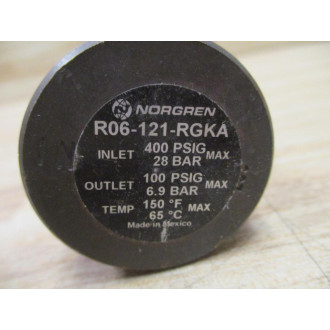 NORGREN
R06-121-RGKA
INLET 400 PSIG 28 BAR MAX
OUTLET 100 PSIG 6.9 BAR MAX
TEMP 150 °F 65 °C MAX
Made in Mexico